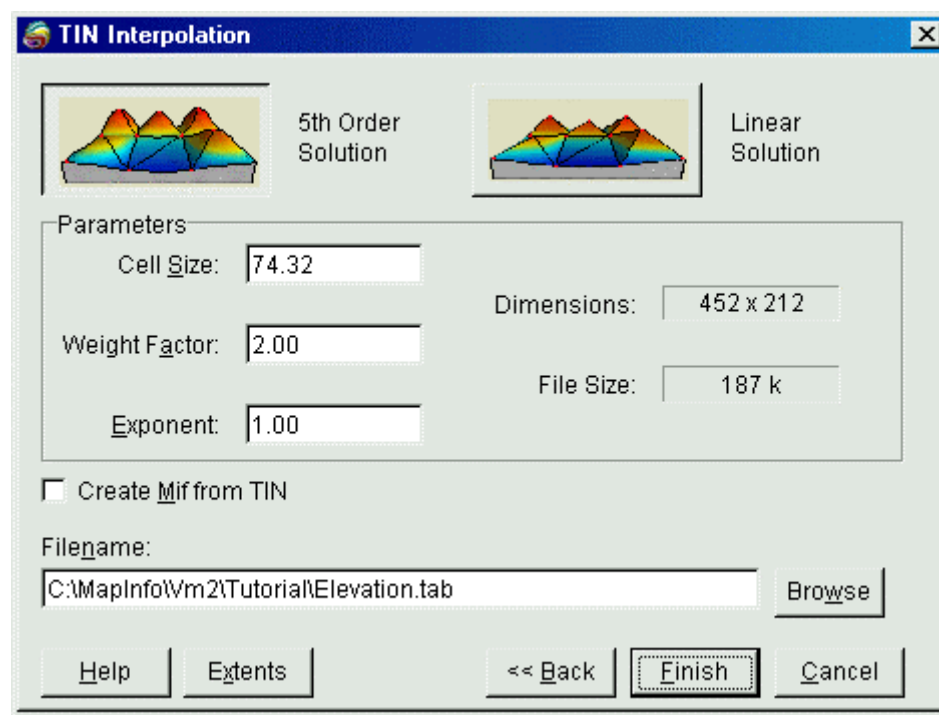 TIN Interpolation
5th Order
Solution
Linear
Solution
Parameters
Cell Size: 74.32
Dimensions: 452 x 212
Weight Factor: 2.00
File Size: 187 k
Exponent: 1.00
Create Mif from TIN
Filename:
C:\MapInfo\Vm2\Tutorial\Elevation.tab
Browse
Help Extents << Back Finish Cancel